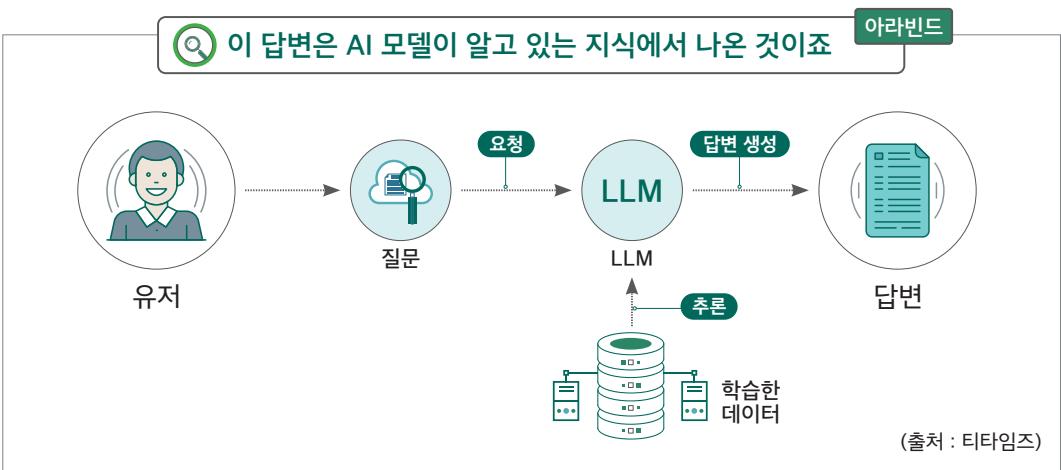 아라빈드
이 답변은 AI 모델이 알고 있는 지식에서 나온 것이죠
요청
답변 생성
LLM
질문
LLM
유저
답변
추론
학습한
데이터
(출처 : 티타임즈)